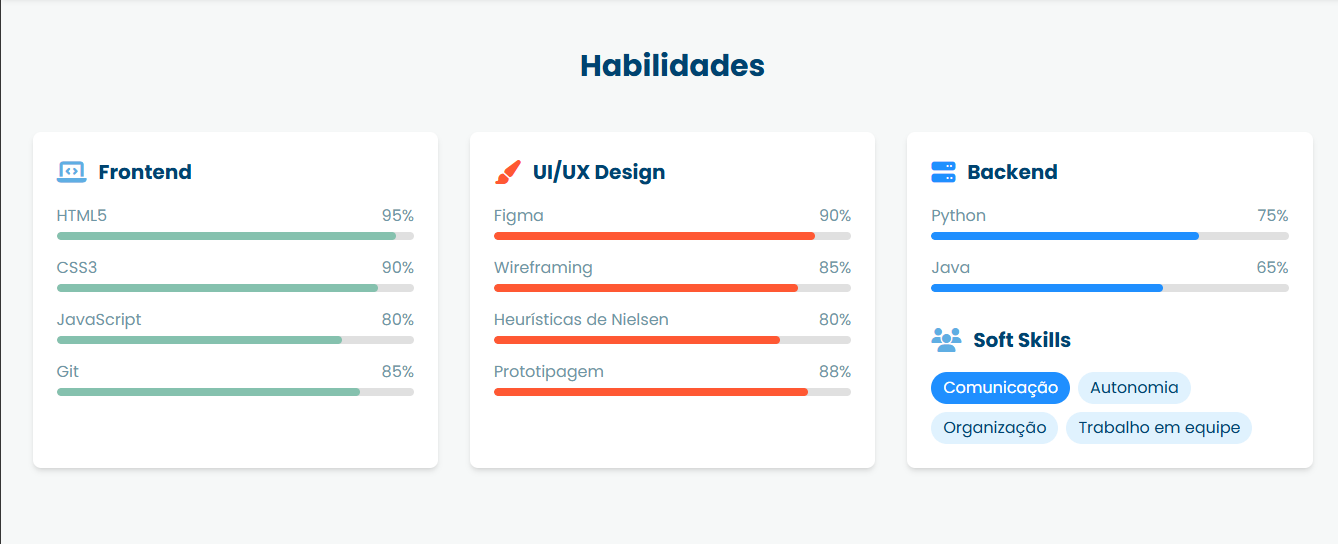 Habilidades
Frontend
HTML5 95%
CSS3 90%
JavaScript 80%
Git 85%
UI/UX Design
Figma 90%
Wireframing 85%
Heurísticas de Nielsen 80%
Prototipagem 88%
Backend
Python 75%
Java 65%
Soft Skills
Comunicação Autonomia
Organização Trabalho em equipe